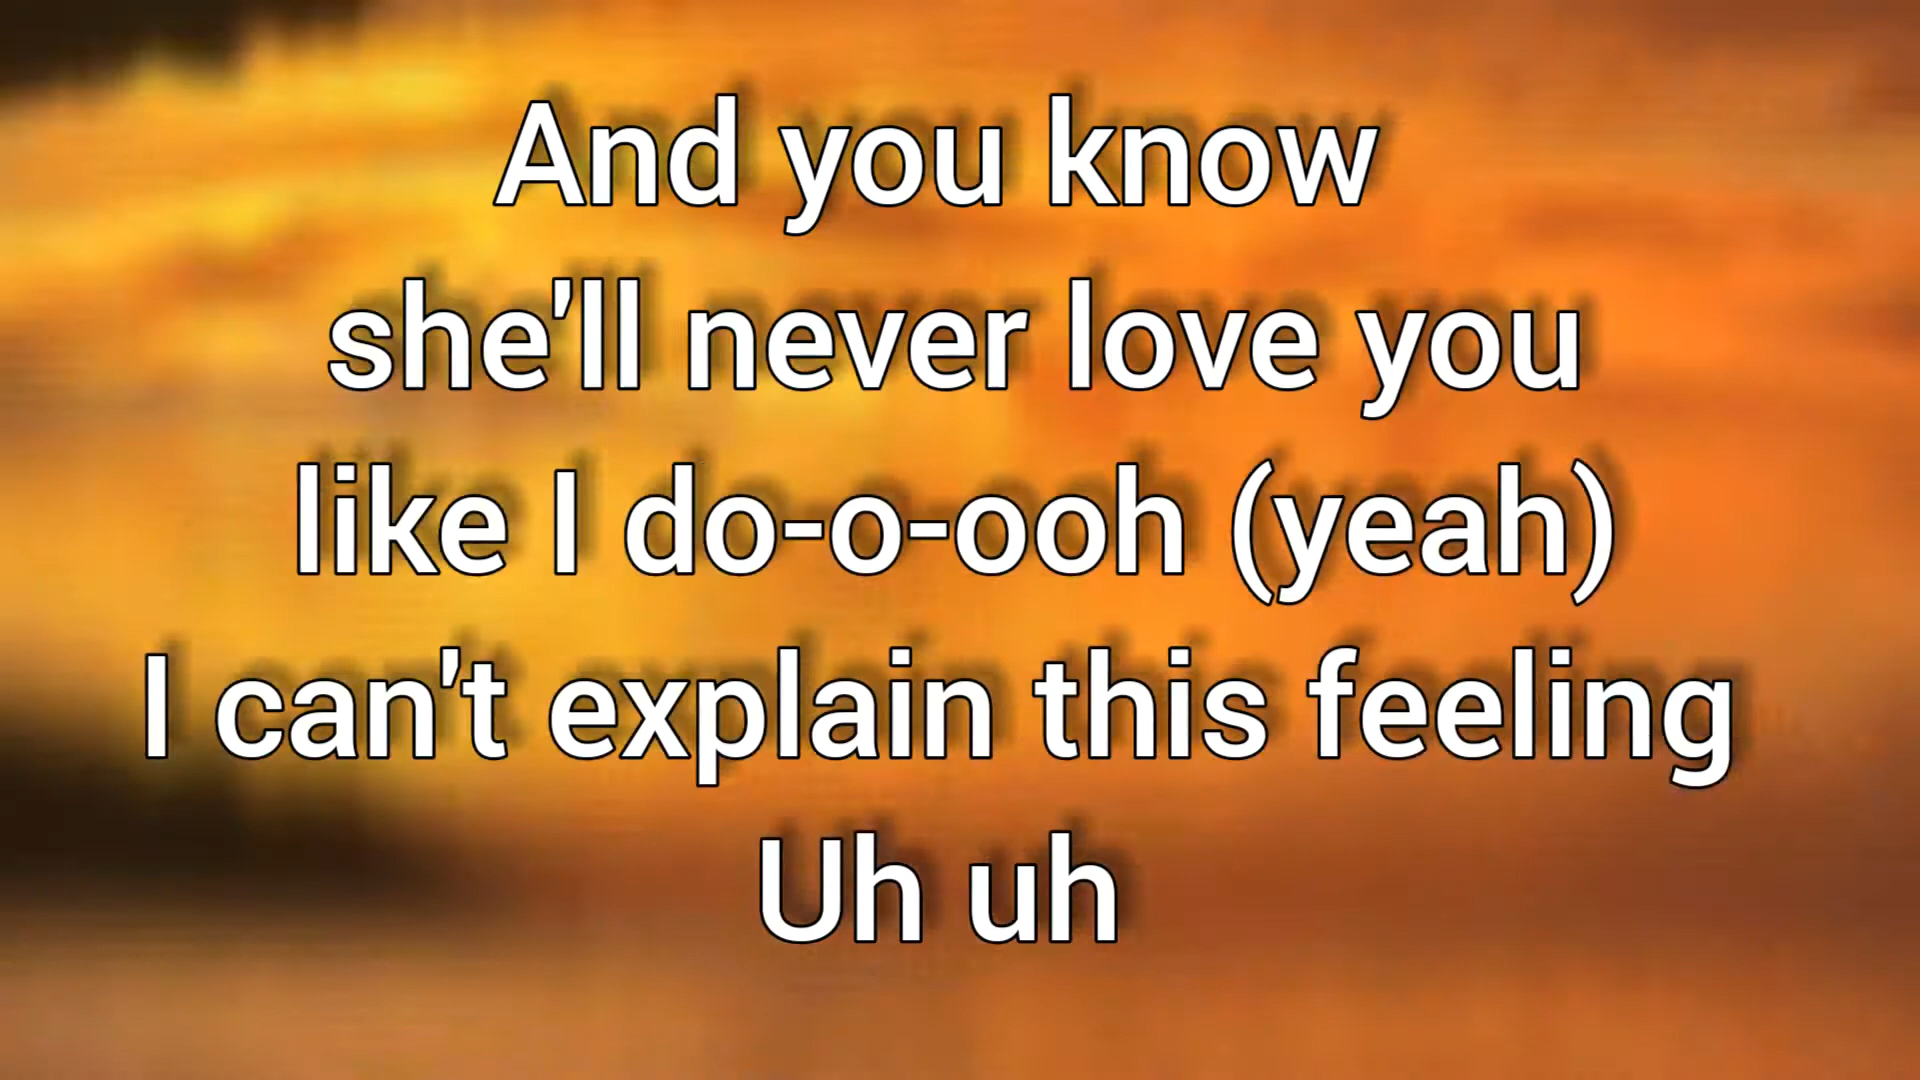 And you know
she'll never love you
like I do-o-ooh (yeah)
I can't explain this feeling
Uh uh